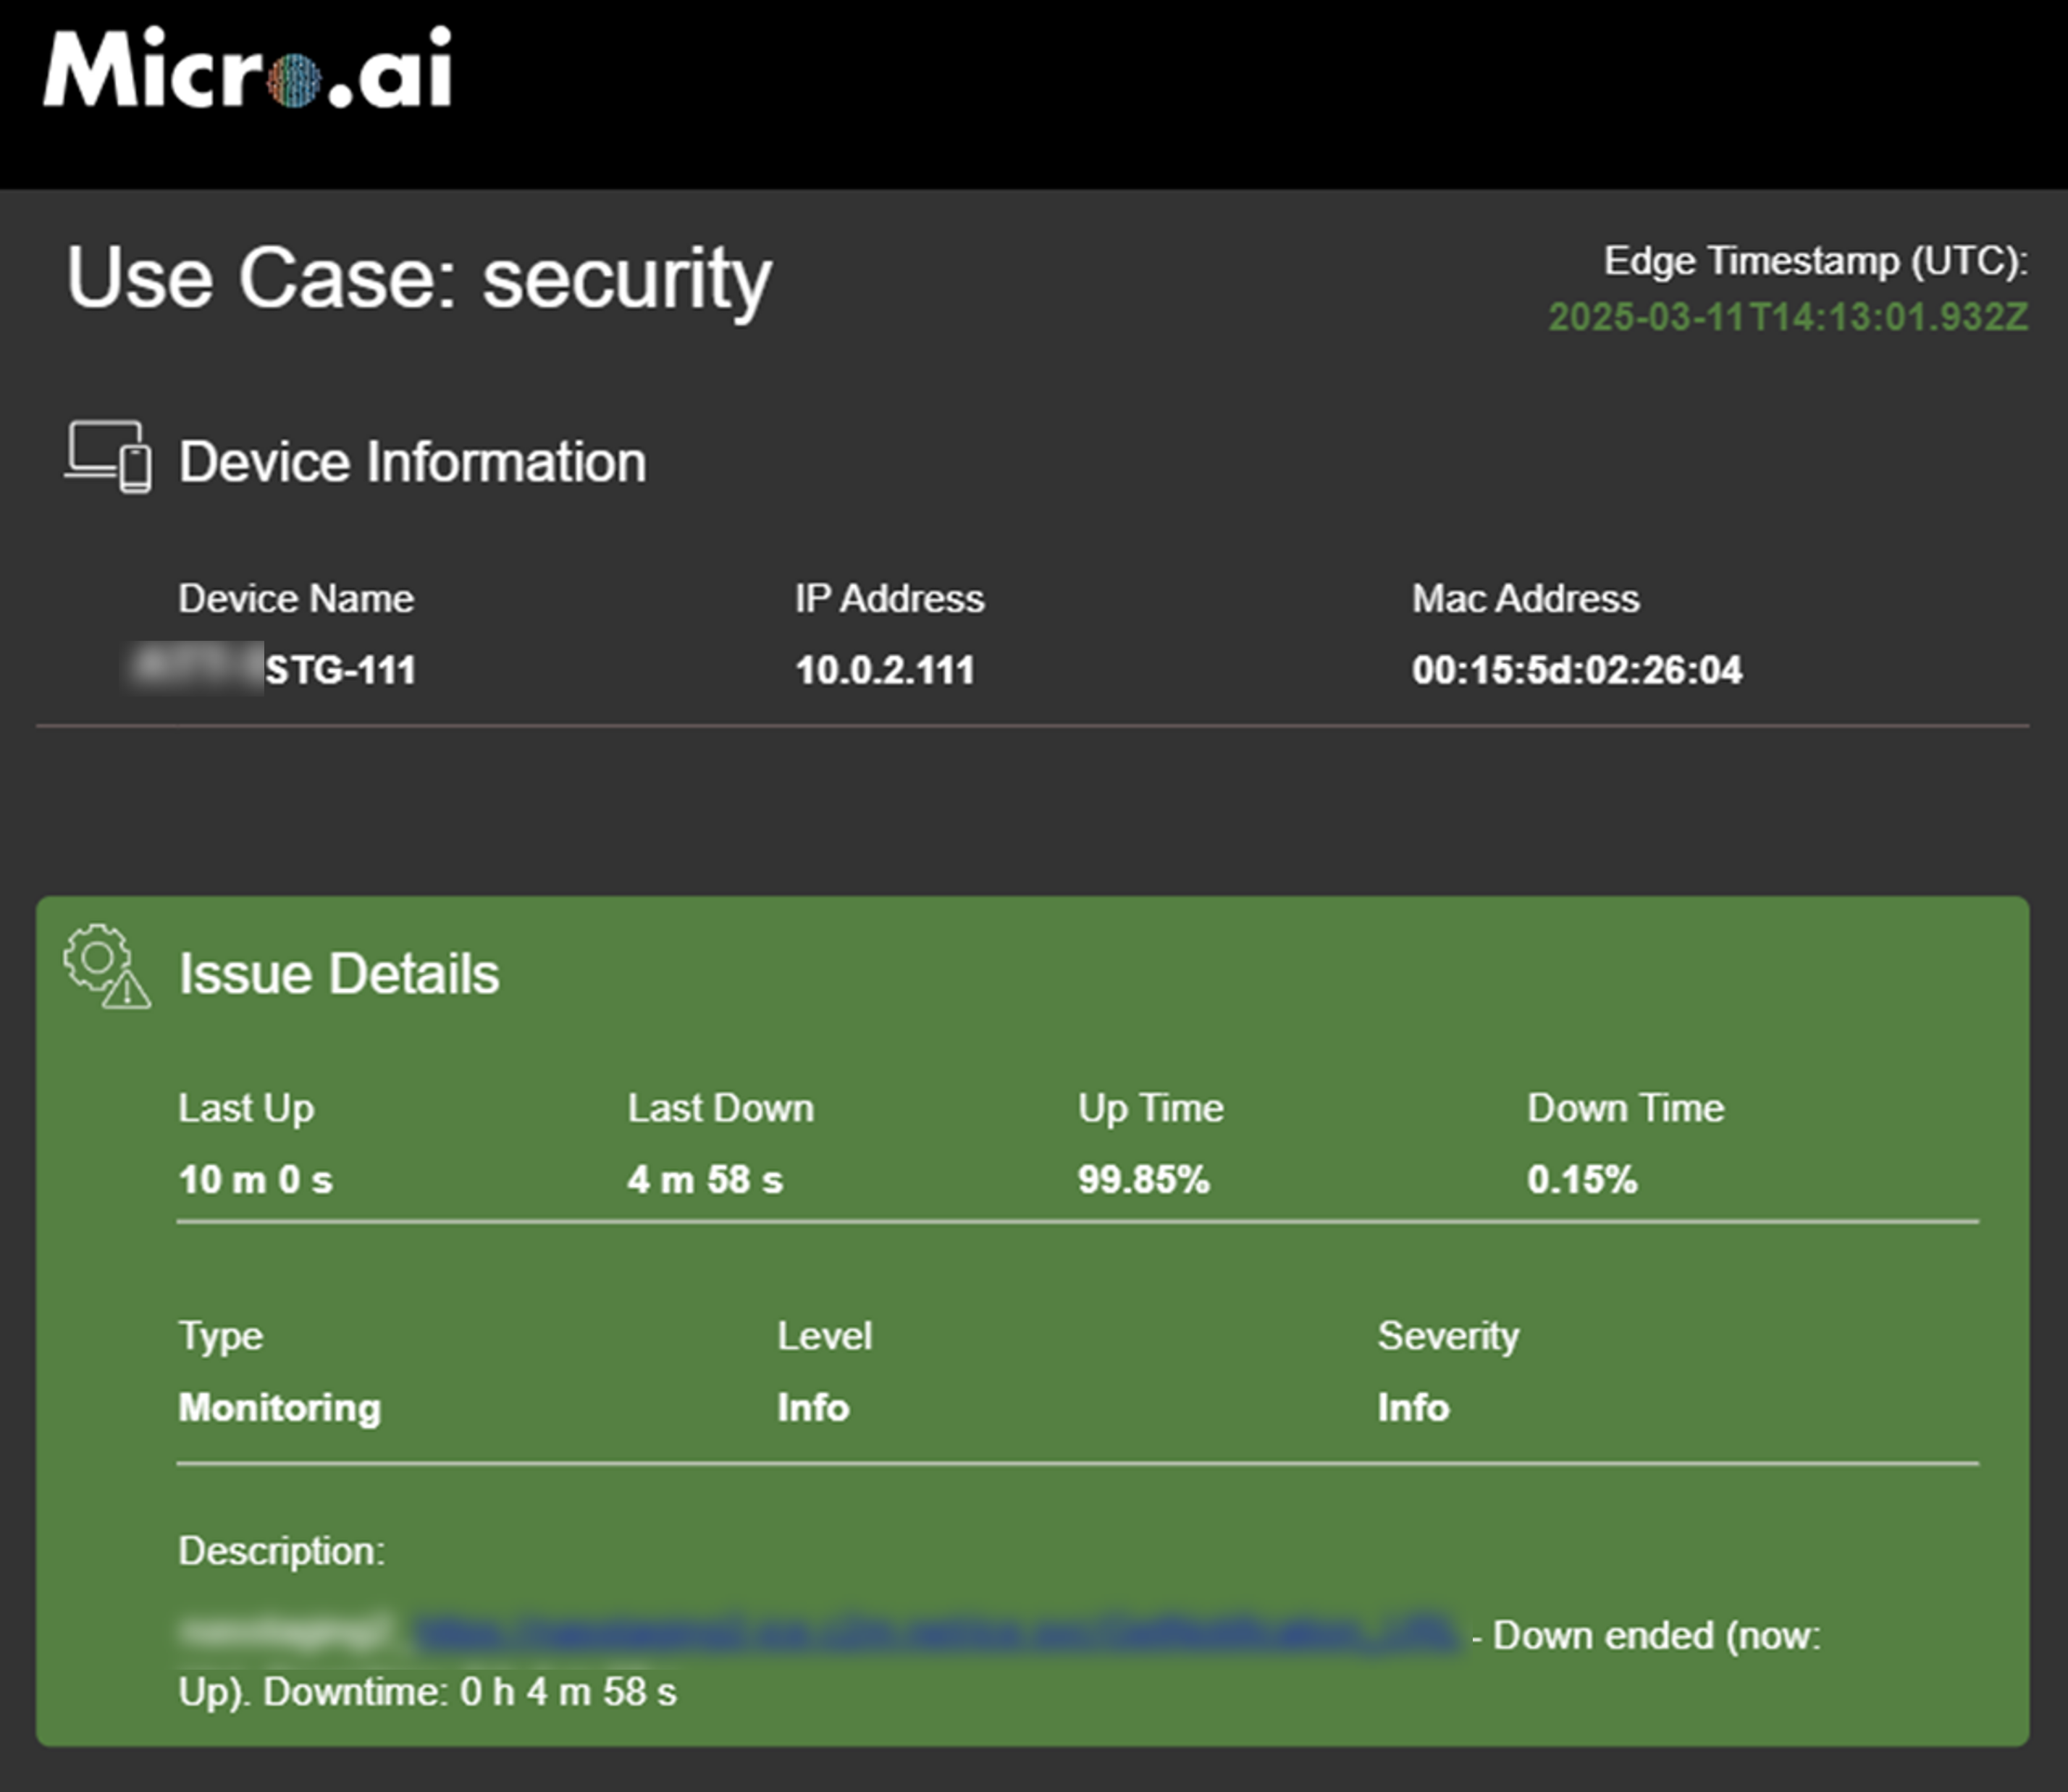 Micro.ai
Use Case: security
Edge Timestamp (UTC):
2025-03-11T14:13:01.932Z
Device Information
Device Name IP Address Mac Address
STG-111 10.0.2.111 00:15:5d:02:26:04
Issue Details
Last Up Last Down Up Time Down Time
10 m 0 s 4 m 58 s 99.85% 0.15%
Type Level Severity
Monitoring Info Info
Description:
- Down ended (now:
Up). Downtime: 0 h 4 m 58 s